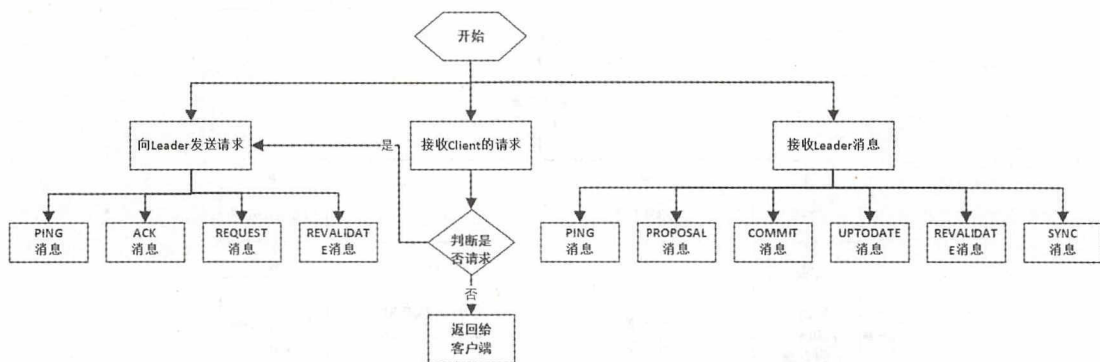 开始
向Leader发送请求
是
接收Client的请求
接收Leader消息
PING
消息
ACK
消息
REQUEST
消息
REVALIDAT
E消息
判断是
否请求
PING
消息
PROPOSAL
消息
COMMIT
消息
UPTODATE
消息
REVALIDAT
E消息
SYNC
消息
否
返回给
客户端